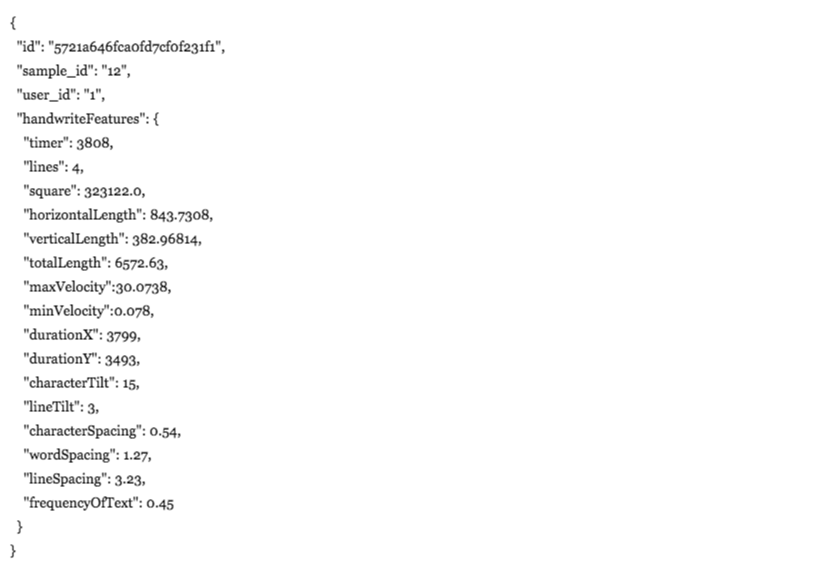 {
"id": "5721a646fca0fd7cf0f231f1",
"sample_id": "12",
"user_id": "1",
"handwriteFeatures": {
"timer": 3808,
"lines": 4,
"square": 323122.0,
"horizontalLength": 843.7308,
"verticalLength": 382.96814,
"totalLength": 6572.63,
"maxVelocity":30.0738,
"minVelocity":0.078,
"durationX": 3799,
"durationY": 3493,
"characterTilt": 15,
"lineTilt": 3,
"characterSpacing": 0.54,
"wordSpacing": 1.27,
"lineSpacing": 3.23,
"frequencyOfText": 0.45
}
}